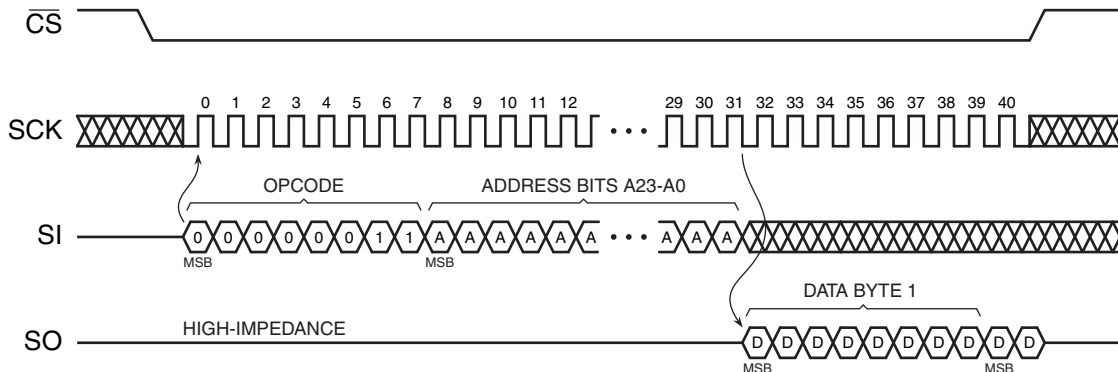 CS
0 1 2 3 4 5 6 7 8 9 10 11 12 29 30 31 32 33 34 35 36 37 38 39 40
SCK
OPCODE ADDRESS BITS A23-A0
SI 0 0 0 0 0 0 1 1 A A A A A A A A A
MSB MSB
DATA BYTE 1
HIGH-IMPEDANCE
SO D D D D D D D D D D
MSB MSB